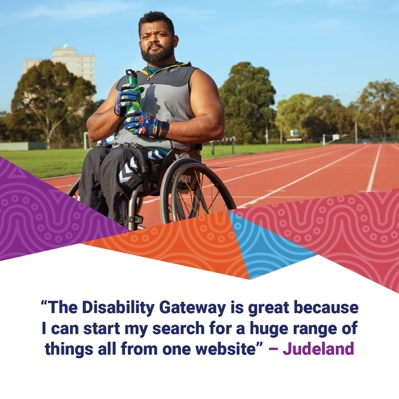 “The Disability Gateway is great because
I can start my search for a huge range of
things all from one website” – Judeland